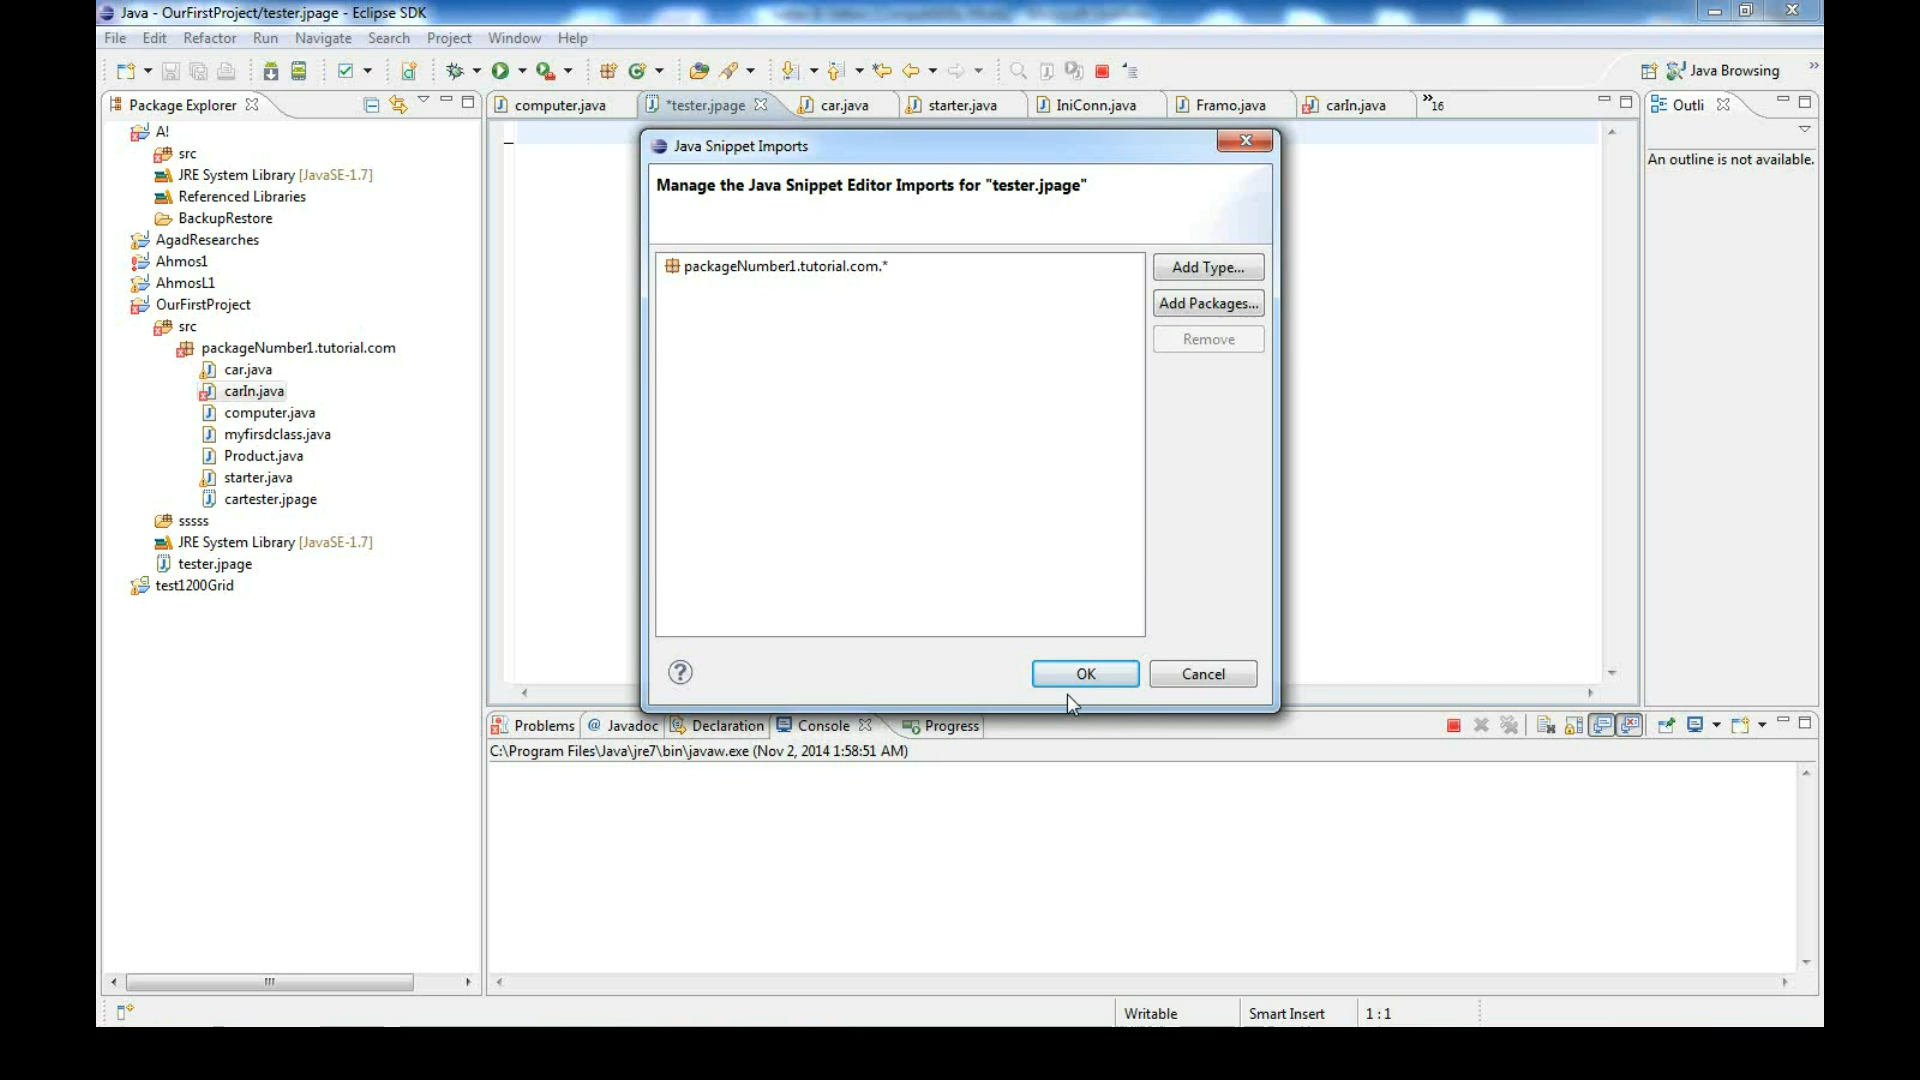 Java - OurFirstProject/tester.jpage - Eclipse SDK
File Edit Refactor Run Navigate Search Project Window Help
Java Browsing »
Package Explorer
computer.java *tester.jpage car.java starter.java IniConn.java Framo.java carIn.java »16
Outli
An outline is not available.
A!
src
JRE System Library [JavaSE-1.7]
Referenced Libraries
BackupRestore
AgadResearches
Ahmos1
AhmosL1
OurFirstProject
src
packageNumber1.tutorial.com
car.java
carIn.java
computer.java
myfirsdclass.java
Product.java
starter.java
cartester.jpage
sssss
JRE System Library [JavaSE-1.7]
tester.jpage
test1200Grid
Java Snippet Imports
Manage the Java Snippet Editor Imports for "tester.jpage"
packageNumber1.tutorial.com.*
Add Type...
Add Packages...
Remove
OK Cancel
Problems @ Javadoc Declaration Console Progress
C:\Program Files\Java\jre7\bin\javaw.exe (Nov 2, 2014 1:58:51 AM)
Writable Smart Insert 1 : 1